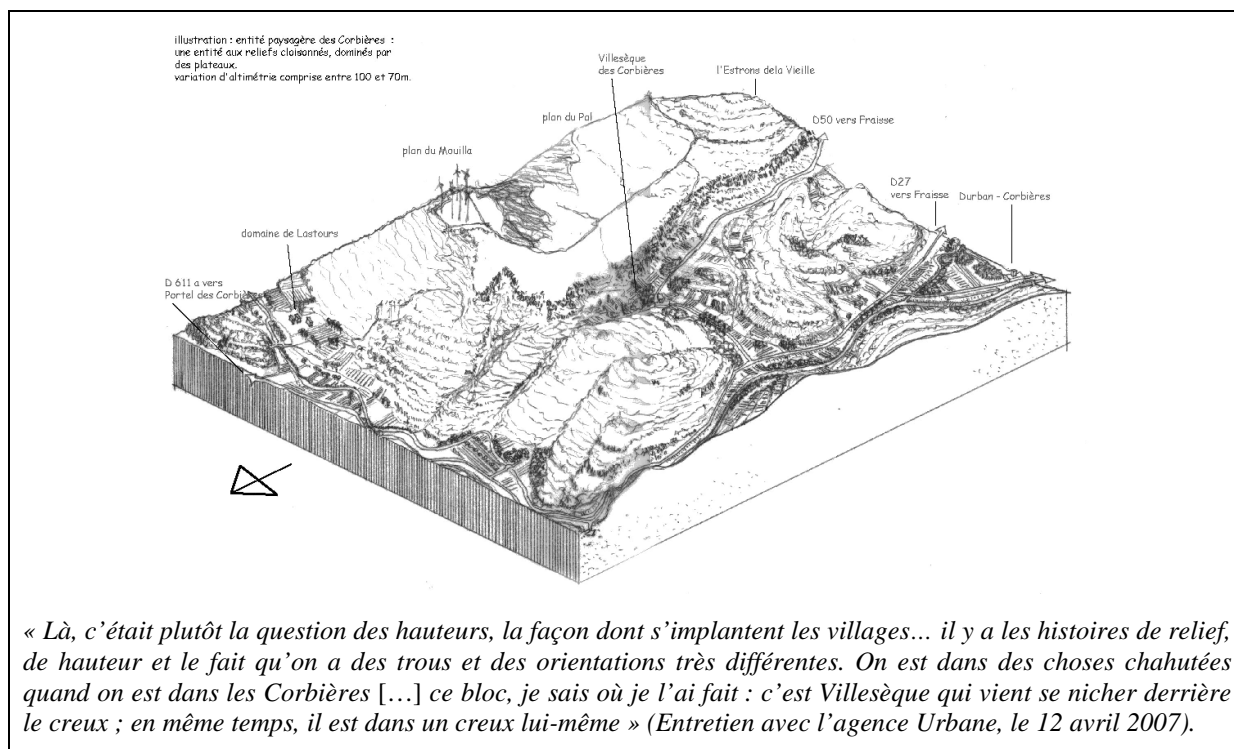 illustration : entité paysagère des Corbières :
une entité aux reliefs cloisonnés, dominés par
des plateaux.
variation d'altimétrie comprise entre 100 et 70m.
Villesèque
des Corbières
l'Estrons dela Vieille
plan du Pal
D50 vers Fraisse
plan du Mouilla
D27
vers Fraisse
Durban - Corbières
domaine de Lastours
D 611 a vers
Portel des Corbières
« Là, c'était plutôt la question des hauteurs, la façon dont s'implantent les villages… il y a les histoires de relief,
de hauteur et le fait qu'on a des trous et des orientations très différentes. On est dans des choses chahutées
quand on est dans les Corbières […] ce bloc, je sais où je l'ai fait : c'est Villesèque qui vient se nicher derrière
le creux ; en même temps, il est dans un creux lui-même » (Entretien avec l'agence Urbane, le 12 avril 2007).